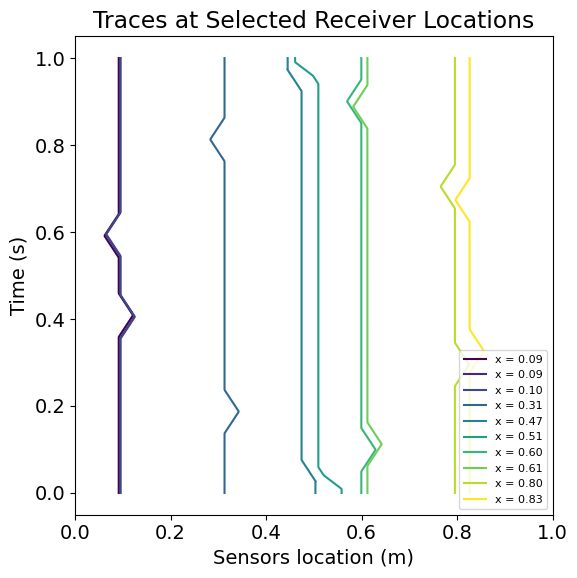 Traces at Selected Receiver Locations
Time (s)
1.0
0.8
0.6
0.4
0.2
0.0
x = 0.09
x = 0.09
x = 0.10
x = 0.31
x = 0.47
x = 0.51
x = 0.60
x = 0.61
x = 0.80
x = 0.83
0.0 0.2 0.4 0.6 0.8 1.0
Sensors location (m)